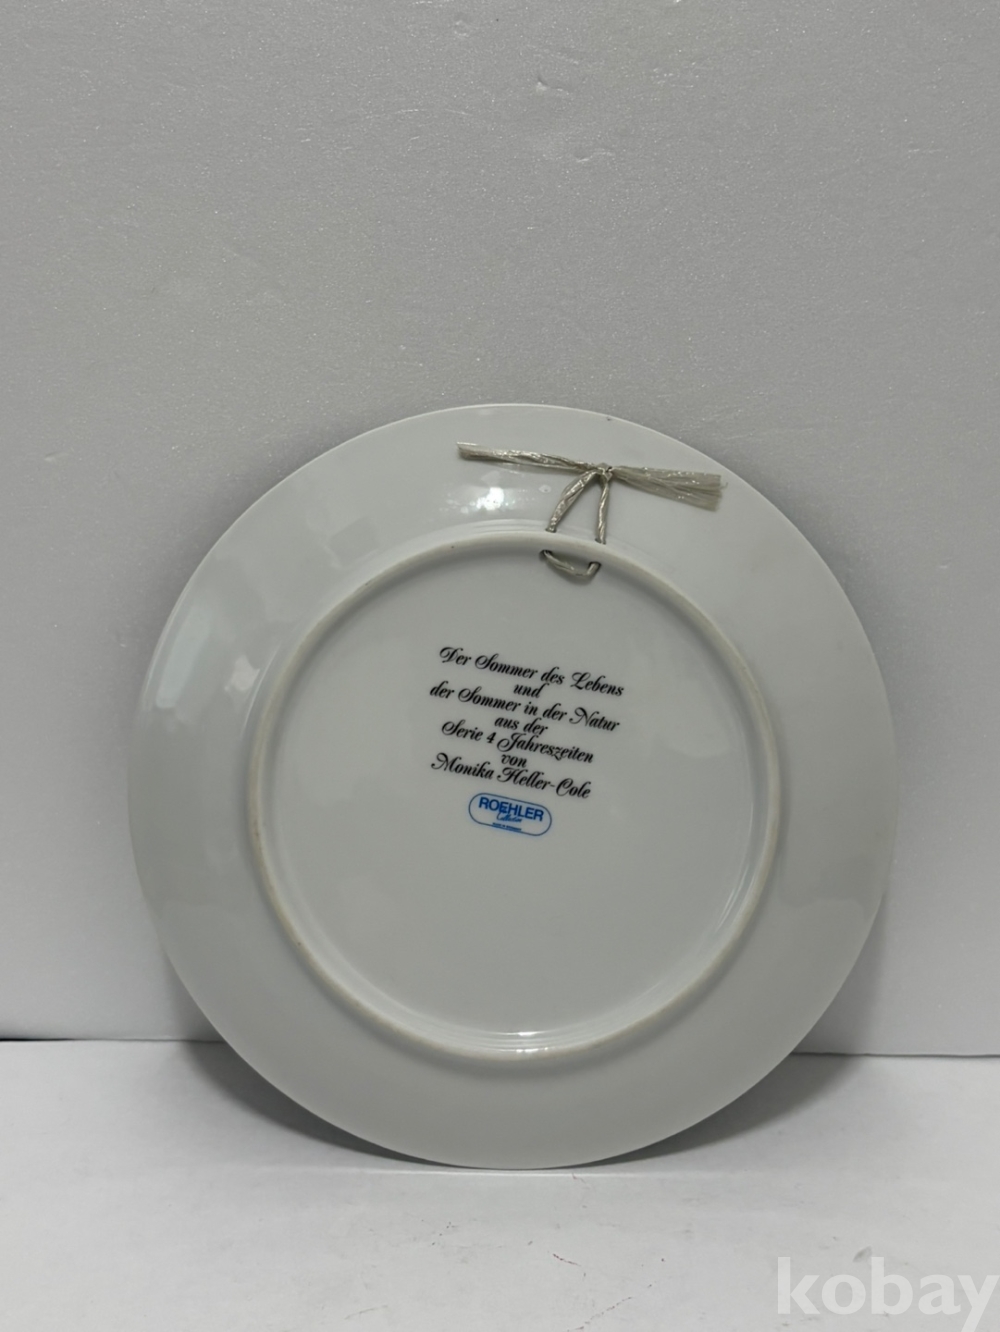 Der Sommer des Lebens
und
der Sommer in der Natur
aus der
Serie 4 Jahreszeiten
von
Monika Heller-Cole
ROEHLER
Collection
kobay